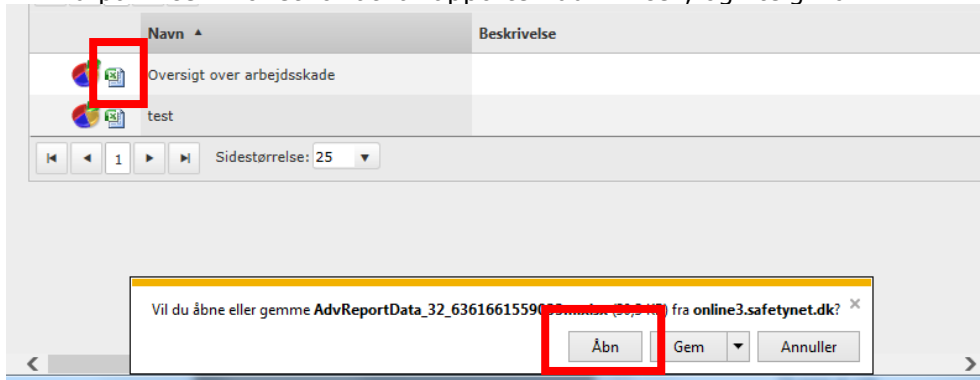 Navn Beskrivelse
Oversigt over arbejdsskade
test
1 Sidestørrelse: 25
Vil du åbne eller gemme fra online3.safetynet.dk?
Åbn Gem Annuller